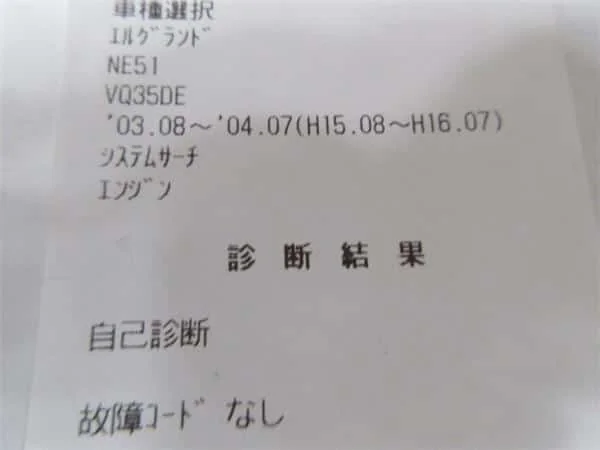 車種選択
ｴﾙｸﾞﾗﾝﾄﾞ
NE51
VQ35DE
'03.08～'04.07(H15.08～H16.07)
ｼｽﾃﾑｻｰﾁ
ｴﾝｼﾞﾝ
診断結果
自己診断
故障ｺｰﾄﾞ なし